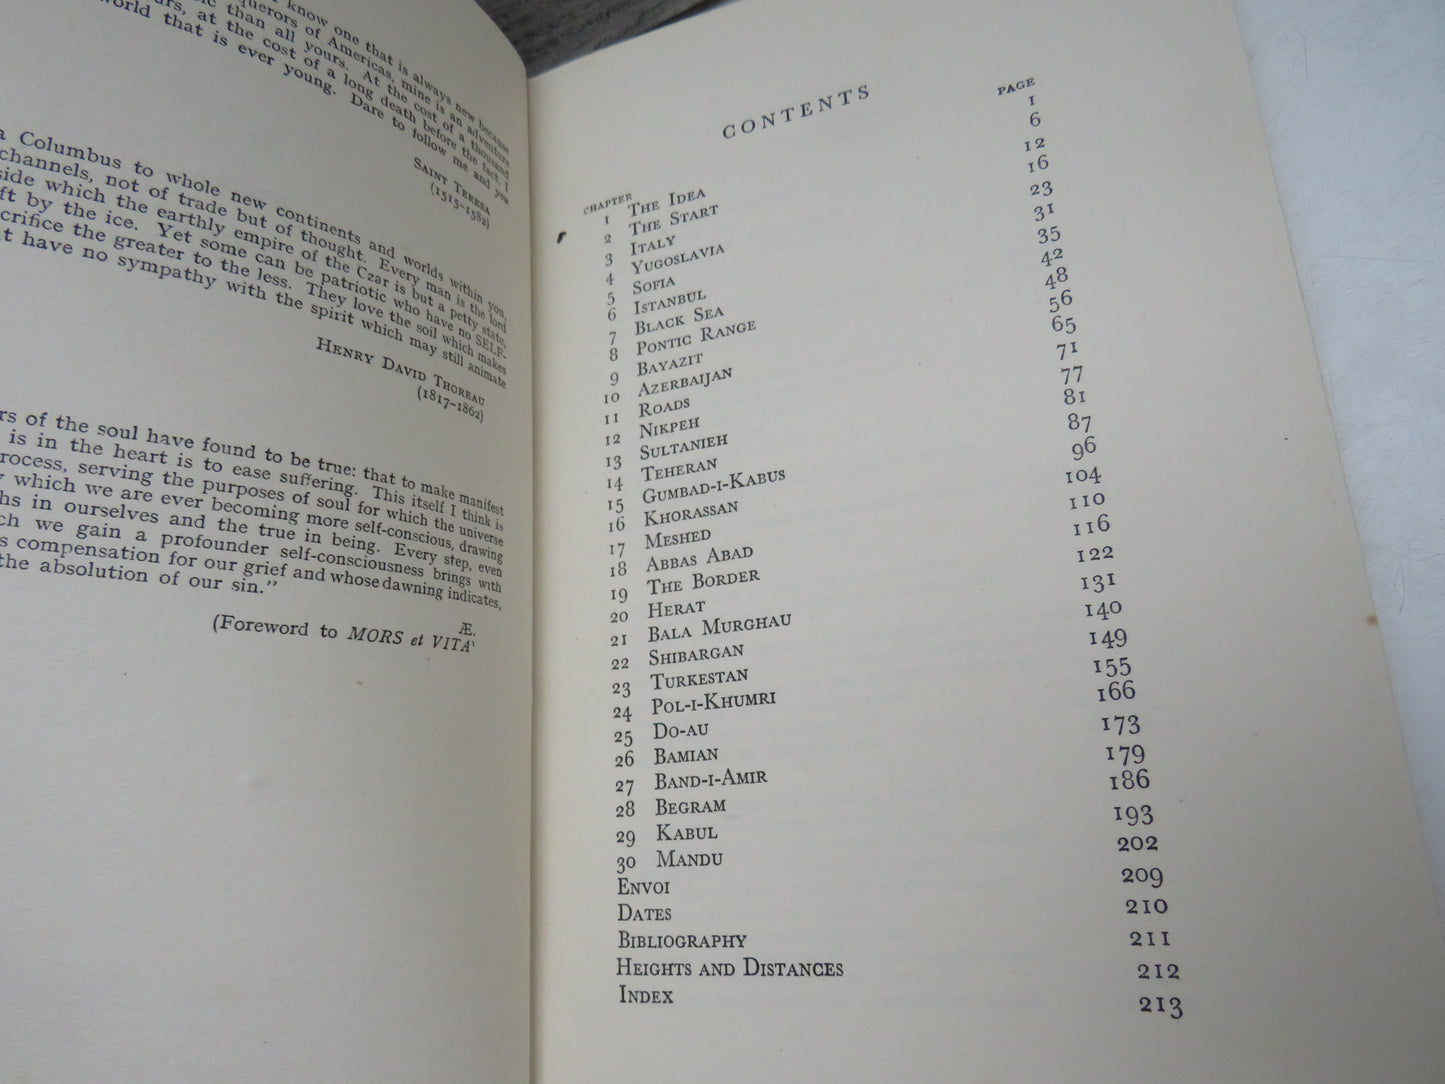 know one that is always new because
querors of Americas, mine is an adventure
than all yours. At the cost of a thousand
urs, at the cost of a long death before the fact, I
world that is ever young. Dare to follow me and you
SAINT TERESA
(1515–1582)
a Columbus to whole new continents and worlds within you,
channels, not of trade but of thought. Every man is the lord
side which the earthly empire of the Czar is but a petty state,
ft by the ice. Yet some can be patriotic who have no SELF-
crifice the greater to the less. They love the soil which makes
t have no sympathy with the spirit which may still animate
HENRY DAVID THOREAU
(1817–1862)
rs of the soul have found to be true: that to make manifest
is in the heart is to ease suffering. This itself I think is
rocess, serving the purposes of soul for which the universe
y which we are ever becoming more self-conscious, drawing
hs in ourselves and the true in being. Every step, even
ch we gain a profounder self-consciousness brings with
s compensation for our grief and whose dawning indicates,
the absolution of our sin.”
Æ.
(Foreword to MORS et VITA)
CONTENTS
CHAPTER PAGE
1 THE IDEA 1
2 THE START 6
3 ITALY 12
4 YUGOSLAVIA 16
5 SOFIA 23
6 ISTANBUL 31
7 BLACK SEA 35
8 PONTIC RANGE 42
9 BAYAZIT 48
10 AZERBAIJAN 56
11 ROADS 65
12 NIKPEH 71
13 SULTANIEH 77
14 TEHERAN 81
15 GUMBAD-I-KABUS 87
16 KHORASSAN 96
17 MESHED 104
18 ABBAS ABAD 110
19 THE BORDER 116
20 HERAT 122
21 BALA MURGHAU 131
22 SHIBARGAN 140
23 TURKESTAN 149
24 POL-I-KHUMRI 155
25 DO-AU 166
26 BAMIAN 173
27 BAND-I-AMIR 179
28 BEGRAM 186
29 KABUL 193
30 MANDU 202
ENVOI 209
DATES 210
BIBLIOGRAPHY 211
HEIGHTS AND DISTANCES 212
INDEX 213